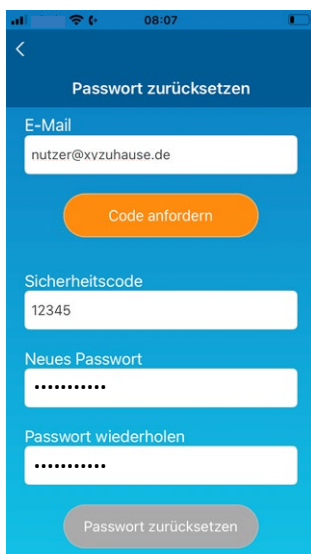 08:07
Passwort zurücksetzen
E-Mail
nutzer@xyzuhause.de
Code anfordern
Sicherheitscode
12345
Neues Passwort
•••••••••••
Passwort wiederholen
•••••••••••
Passwort zurücksetzen